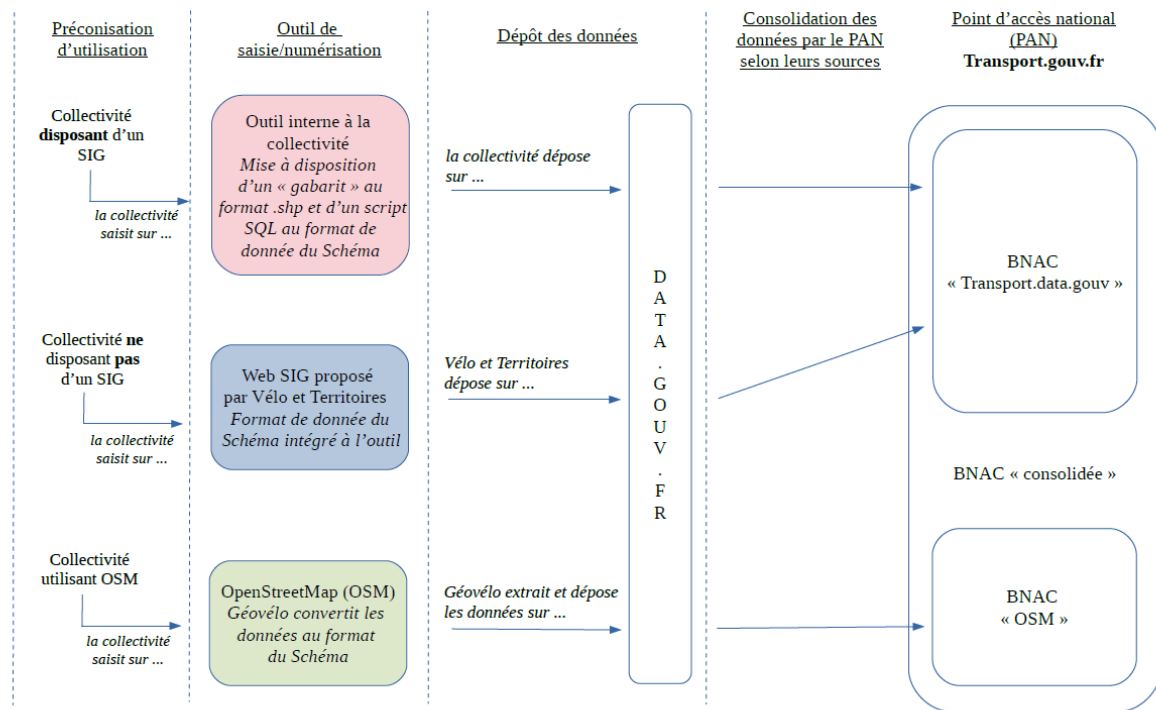 Préconisation
d’utilisation
Outil de
saisie/numérisation
Dépôt des données
Consolidation des
données par le PAN
selon leurs sources
Point d’accès national
(PAN)
Transport.gouv.fr
Collectivité
disposant d’un
SIG
la collectivité
saisit sur ...
Outil interne à la
collectivité
Mise à disposition
d’un « gabarit » au
format .shp et d’un script
SQL au format de
donnée du Schéma
la collectivité dépose
sur ...
Collectivité ne
disposant pas
d’un SIG
la collectivité
saisit sur ...
Web SIG proposé
par Vélo et Territoires
Format de donnée du
Schéma intégré à l’outil
Vélo et Territoires
dépose sur ...
Collectivité
utilisant OSM
la collectivité
saisit sur ...
OpenStreetMap (OSM)
Géovélo convertit les
données au format
du Schéma
Géovélo extrait et dépose
les données sur ...
D
A
T
A
.
G
O
U
V
.
F
R
BNAC
« Transport.data.gouv »
BNAC « consolidée »
BNAC
« OSM »